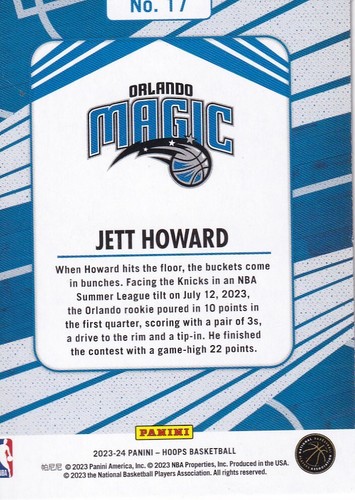 No. 17
ORLANDO
MAGIC
JETT HOWARD
When Howard hits the floor, the buckets come
in bunches. Facing the Knicks in an NBA
Summer League tilt on July 12, 2023,
the Orlando rookie poured in 10 points in
the first quarter, scoring with a pair of 3s,
a drive to the rim and a tip-in. He finished
the contest with a game-high 22 points.
PANINI
2023-24 PANINI – HOOPS BASKETBALL
帕尼尼 © 2023 Panini America, Inc. © 2023 NBA Properties, Inc. Produced in the USA.
© 2023 the National Basketball Players Association. All rights reserved.
NBA